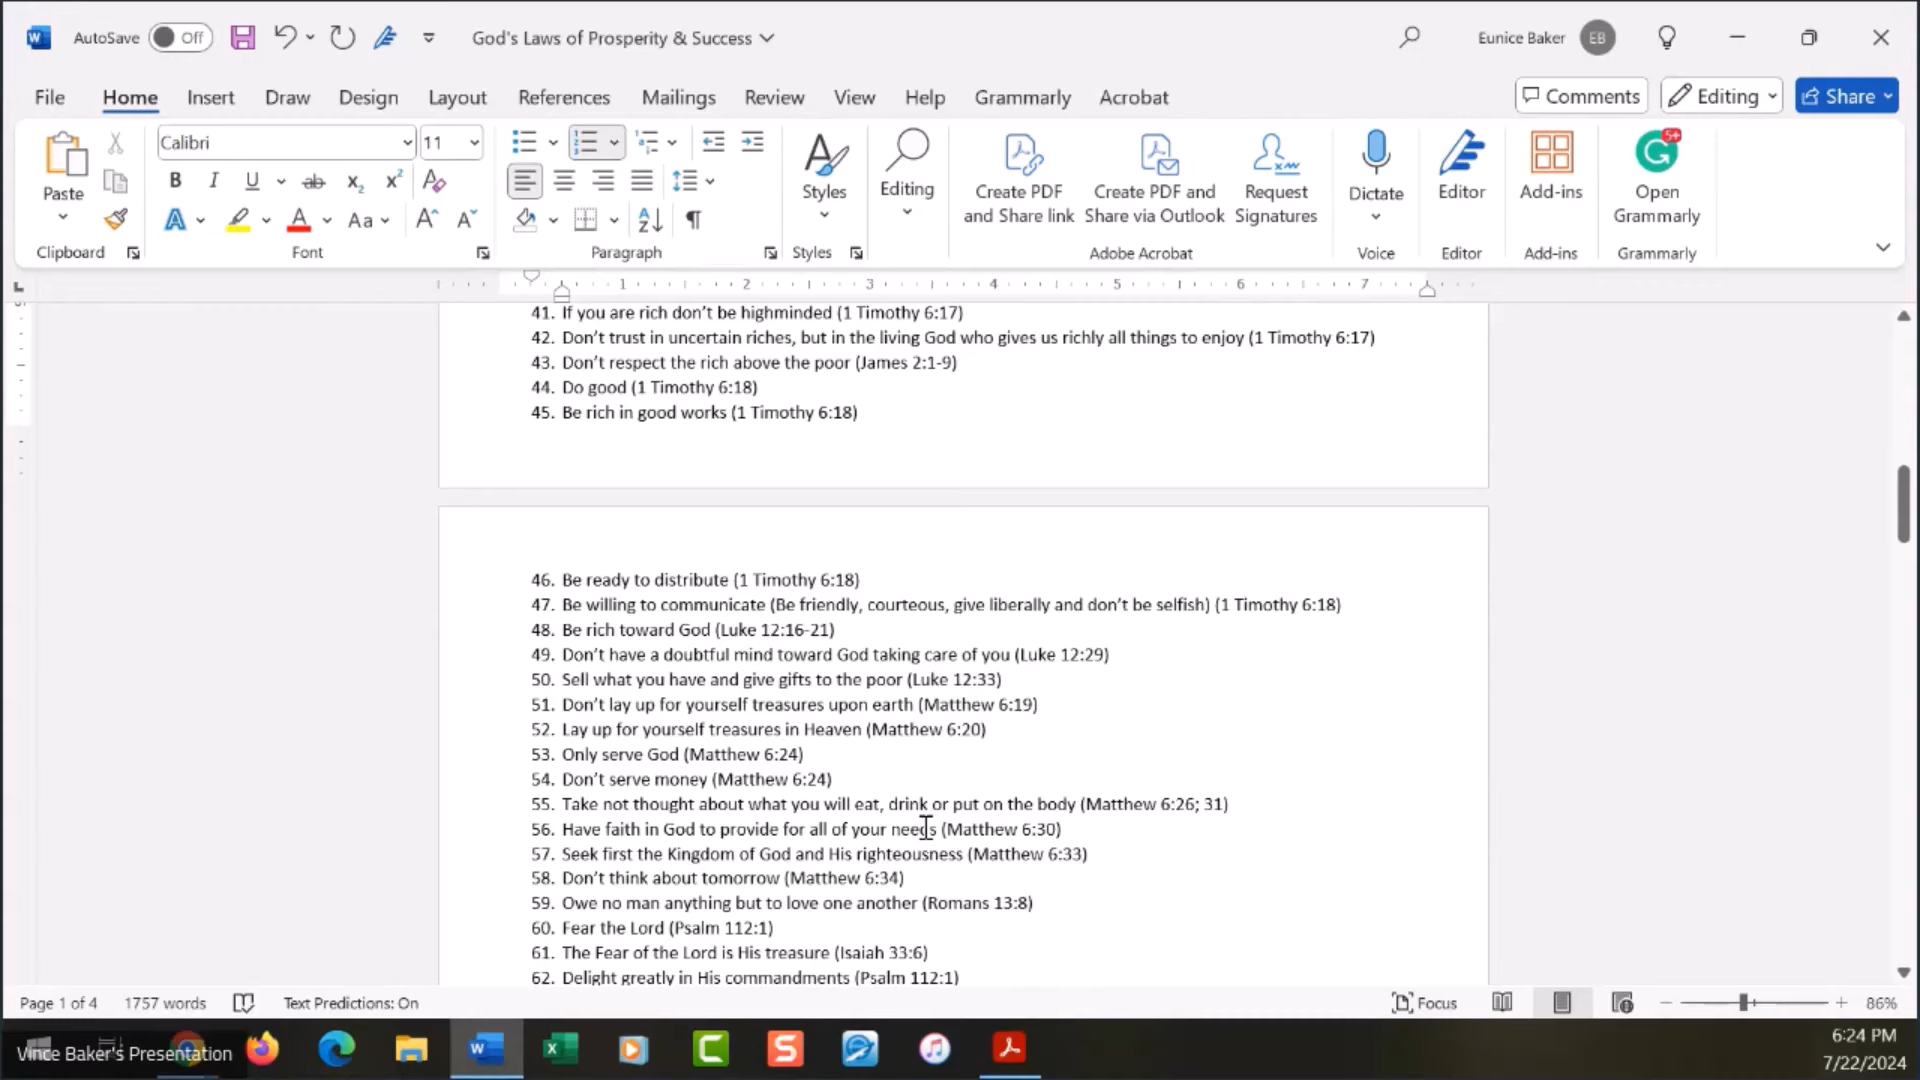 AutoSave Off God's Laws of Prosperity & Success Eunice Baker EB
File Home Insert Draw Design Layout References Mailings Review View Help Grammarly Acrobat Comments Editing Share
Paste Calibri 11 Styles Editing Create PDF and Share link Create PDF and Share via Outlook Request Signatures Dictate Editor Add-ins Open Grammarly 5+
Clipboard Font Paragraph Styles Adobe Acrobat Voice Editor Add-ins Grammarly
1 2 3 4 5 6 7
41. If you are rich don't be highminded (1 Timothy 6:17)
42. Don't trust in uncertain riches, but in the living God who gives us richly all things to enjoy (1 Timothy 6:17)
43. Don't respect the rich above the poor (James 2:1-9)
44. Do good (1 Timothy 6:18)
45. Be rich in good works (1 Timothy 6:18)
46. Be ready to distribute (1 Timothy 6:18)
47. Be willing to communicate (Be friendly, courteous, give liberally and don't be selfish) (1 Timothy 6:18)
48. Be rich toward God (Luke 12:16-21)
49. Don't have a doubtful mind toward God taking care of you (Luke 12:29)
50. Sell what you have and give gifts to the poor (Luke 12:33)
51. Don't lay up for yourself treasures upon earth (Matthew 6:19)
52. Lay up for yourself treasures in Heaven (Matthew 6:20)
53. Only serve God (Matthew 6:24)
54. Don't serve money (Matthew 6:24)
55. Take not thought about what you will eat, drink or put on the body (Matthew 6:26; 31)
56. Have faith in God to provide for all of your needs (Matthew 6:30)
57. Seek first the Kingdom of God and His righteousness (Matthew 6:33)
58. Don't think about tomorrow (Matthew 6:34)
59. Owe no man anything but to love one another (Romans 13:8)
60. Fear the Lord (Psalm 112:1)
61. The Fear of the Lord is His treasure (Isaiah 33:6)
62. Delight greatly in His commandments (Psalm 112:1)
Page 1 of 4 1757 words Text Predictions: On Focus 86%
Vince Baker's Presentation
6:24 PM
7/22/2024